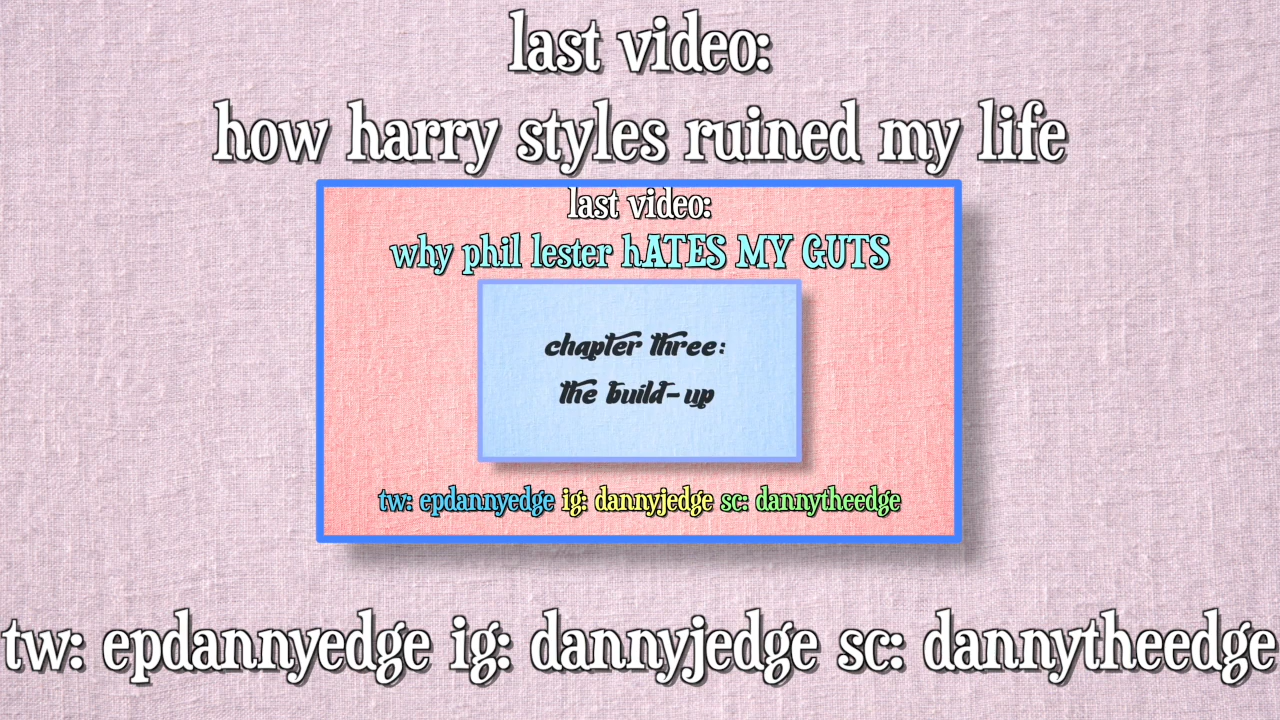 last video:
how harry styles ruined my life
last video:
why phil lester hATES MY GUTS
chapter three:
the build-up
tw: epdannyedge ig: dannyjedge sc: dannytheedge
tw: epdannyedge ig: dannyjedge sc: dannytheedge